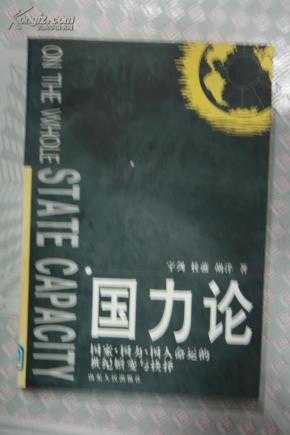 ON THE WHOLE
STATE CAPACITY
著
国力论
国家·国力·国人命运的
世纪嬗变与抉择
山东人民出版社